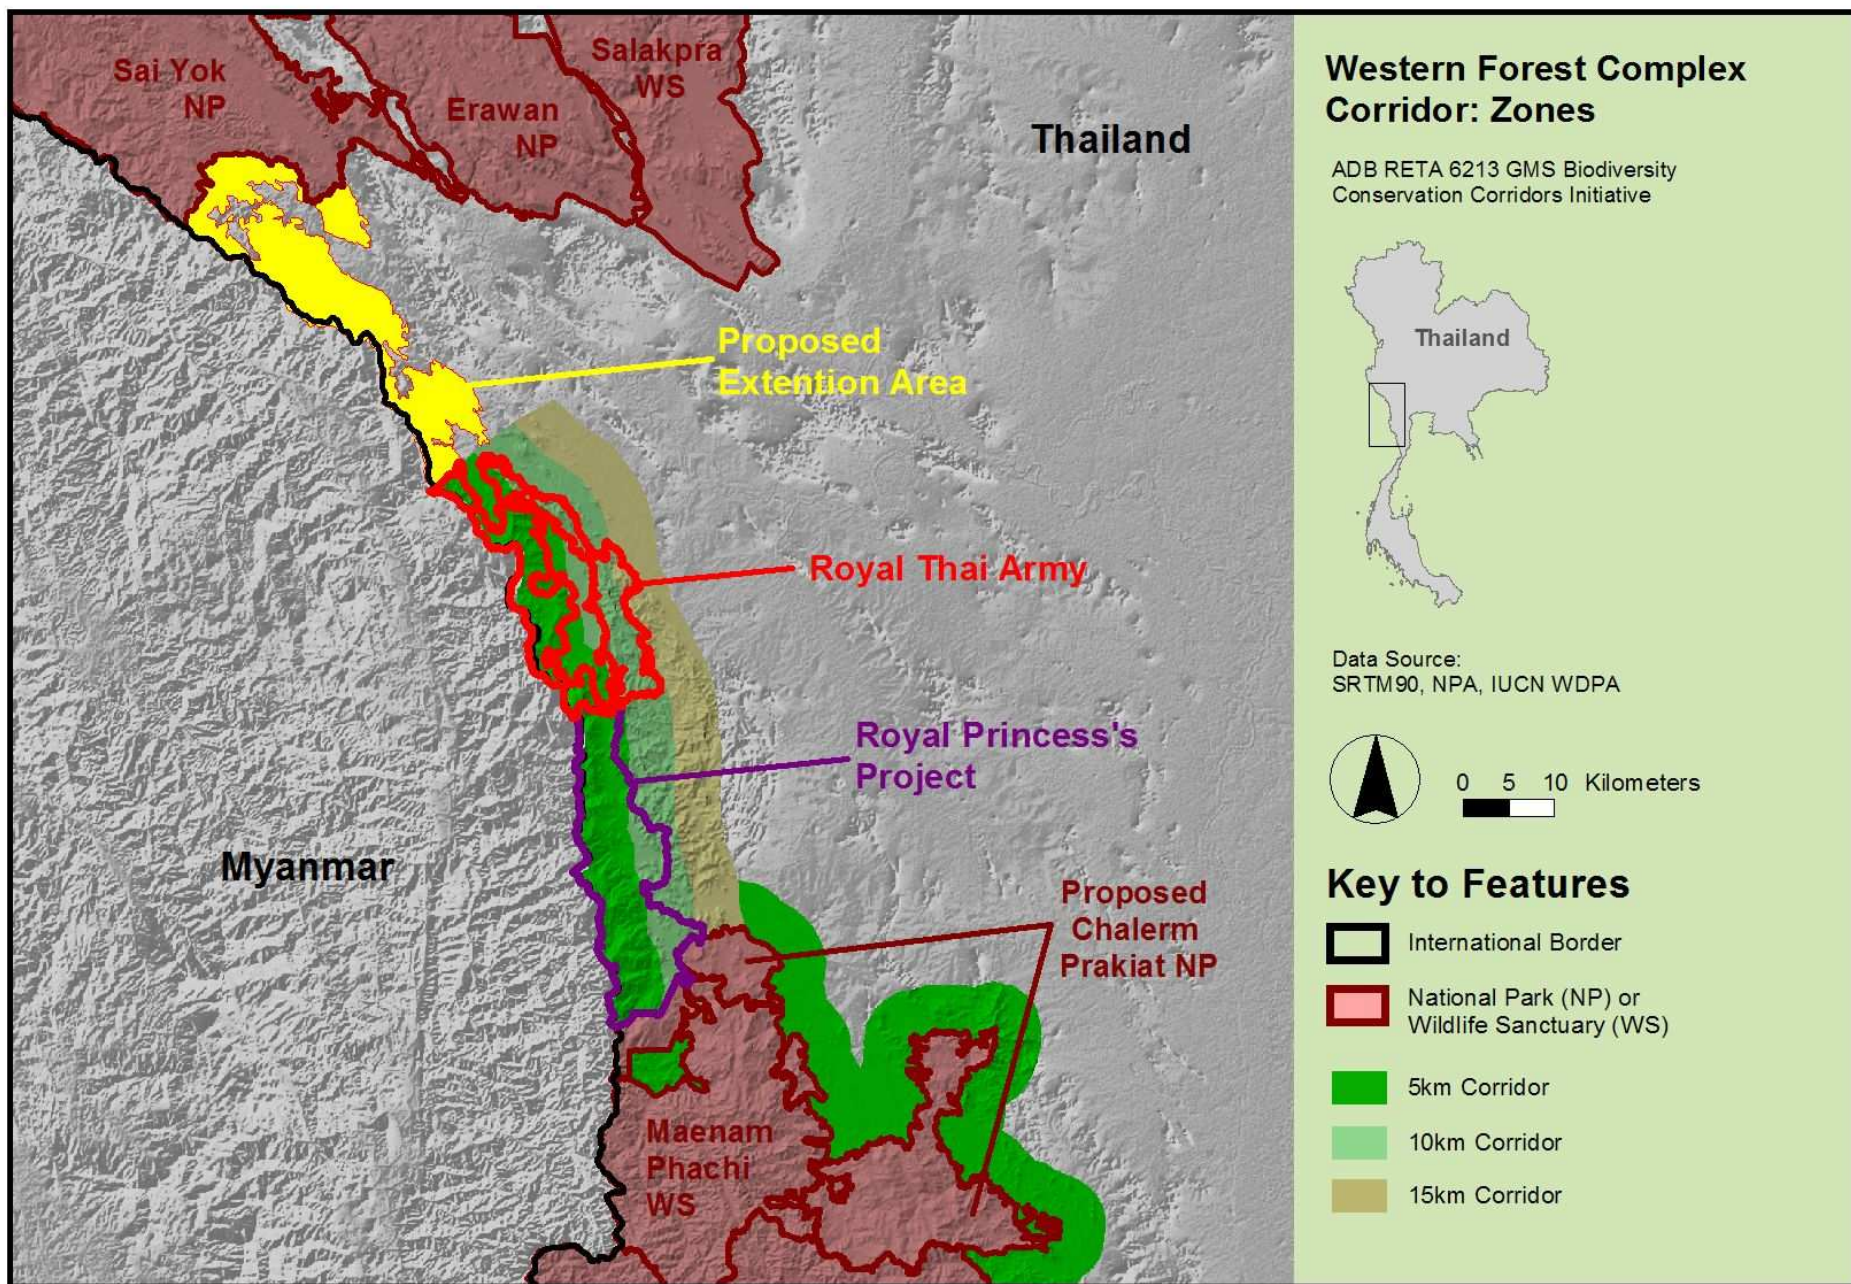 Sai Yok
NP
Erawan
NP
Salakpra
WS
Thailand
Proposed
Extention Area
Royal Thai Army
Royal Princess's
Project
Myanmar
Proposed
Chalerm
Prakiat NP
Maenam
Phachi
WS
Western Forest Complex
Corridor: Zones
ADB RETA 6213 GMS Biodiversity
Conservation Corridors Initiative
Thailand
Data Source:
SRTM90, NPA, IUCN WDPA
0 5 10 Kilometers
Key to Features
International Border
National Park (NP) or
Wildlife Sanctuary (WS)
5km Corridor
10km Corridor
15km Corridor